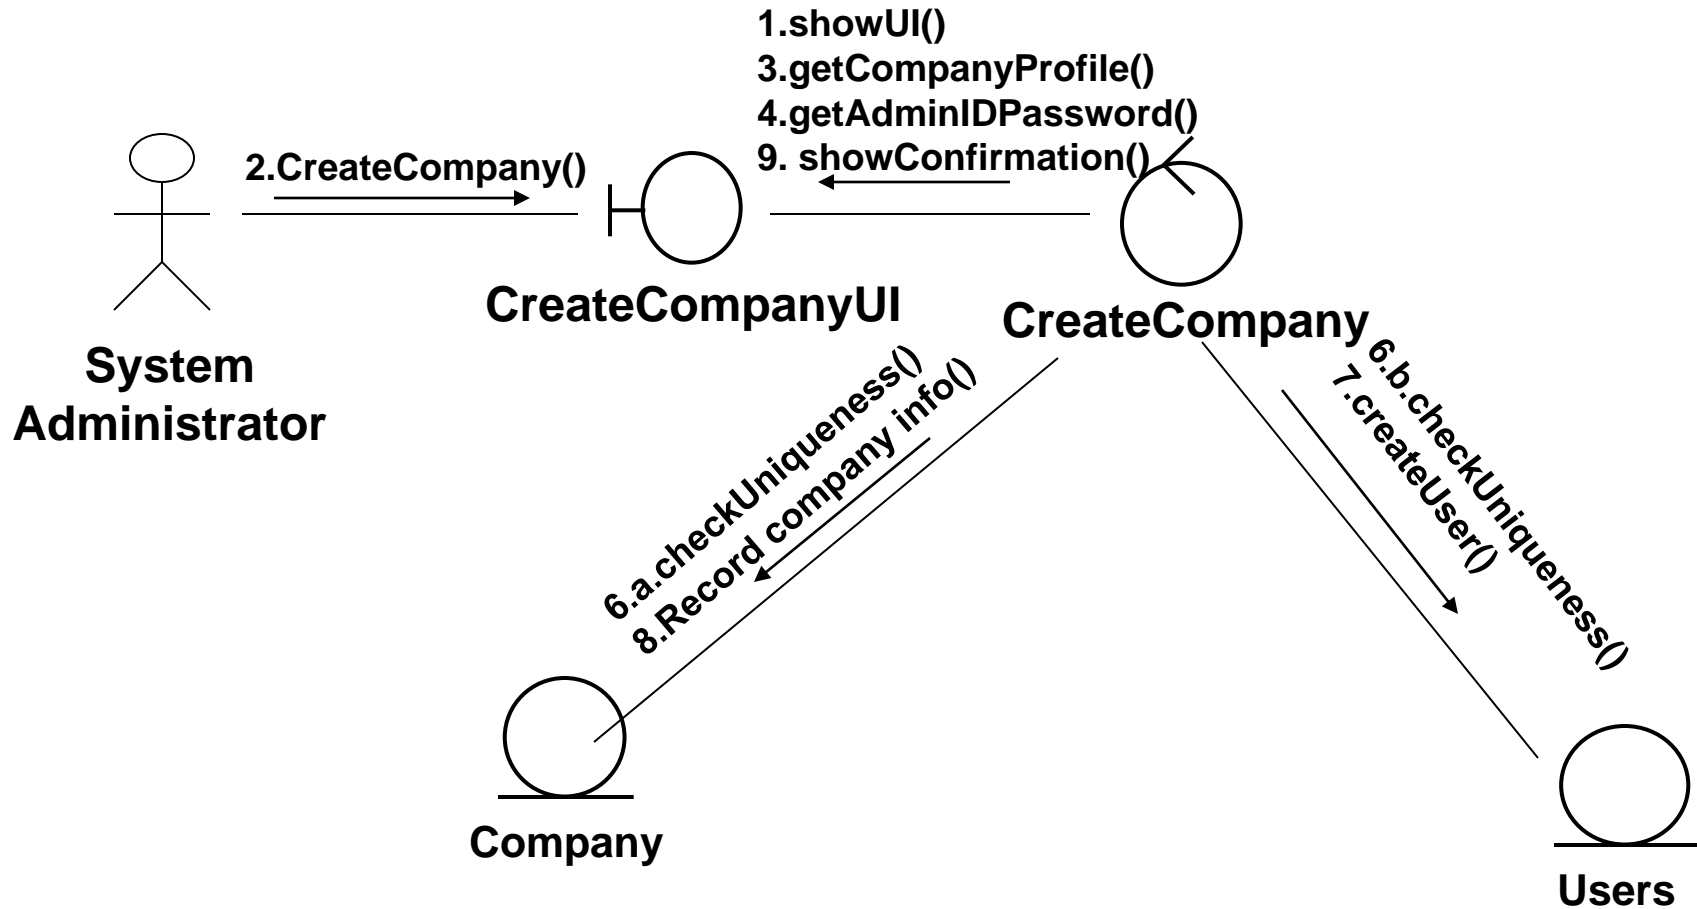 1.showUI()
3.getCompanyProfile()
4.getAdminIDPassword()
9. showConfirmation()
2.CreateCompany()
CreateCompanyUI
CreateCompany
System
Administrator
6.a.checkUniqueness()
8.Record company info()
6.b.checkUniqueness()
7.createUser()
Company
Users